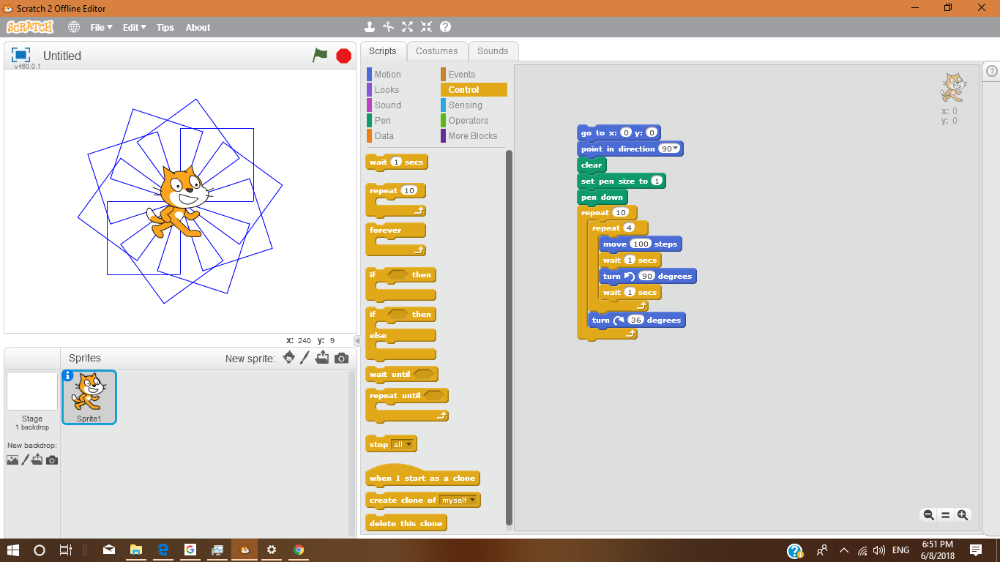 Scratch 2 Offline Editor
SCRATCH File Edit Tips About
Untitled
v460.0.1
x: 240 y: 9
Sprites New sprite:
Stage
1 backdrop
New backdrop:
Sprite1
Scripts Costumes Sounds
Motion Events
Looks Control
Sound Sensing
Pen Operators
Data More Blocks
wait 1 secs
repeat 10
forever
if then
if then
else
wait until
repeat until
stop all
when I start as a clone
create clone of myself
delete this clone
go to x: 0 y: 0
point in direction 90
clear
set pen size to 1
pen down
repeat 10
repeat 4
move 100 steps
wait 1 secs
turn 90 degrees
wait 1 secs
turn 36 degrees
x: 0
y: 0
ENG
6:51 PM
6/8/2018